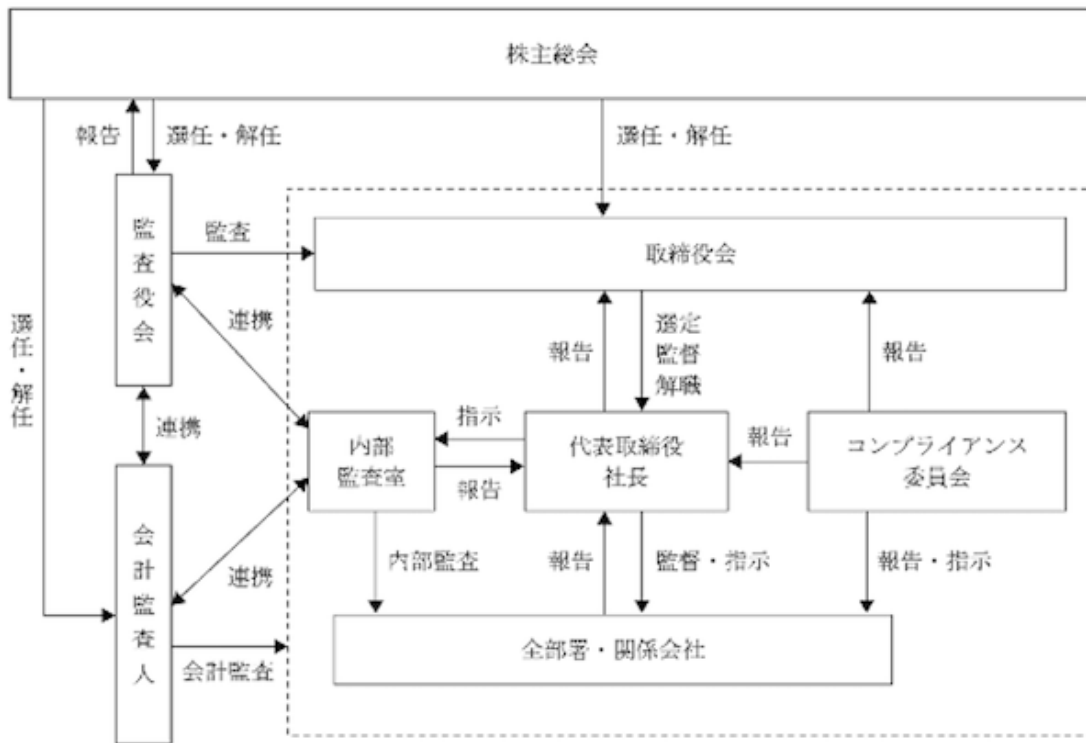 株主総会
報告
選任・解任
選任・解任
監査役会
監査
取締役会
選任・解任
連携
報告
選定
監督
解職
報告
連携
指示
内部
監査室
報告
代表取締役
社長
報告
コンプライアンス
委員会
会計監査人
連携
内部監査
報告
監督・指示
報告・指示
会計監査
全部署・関係会社